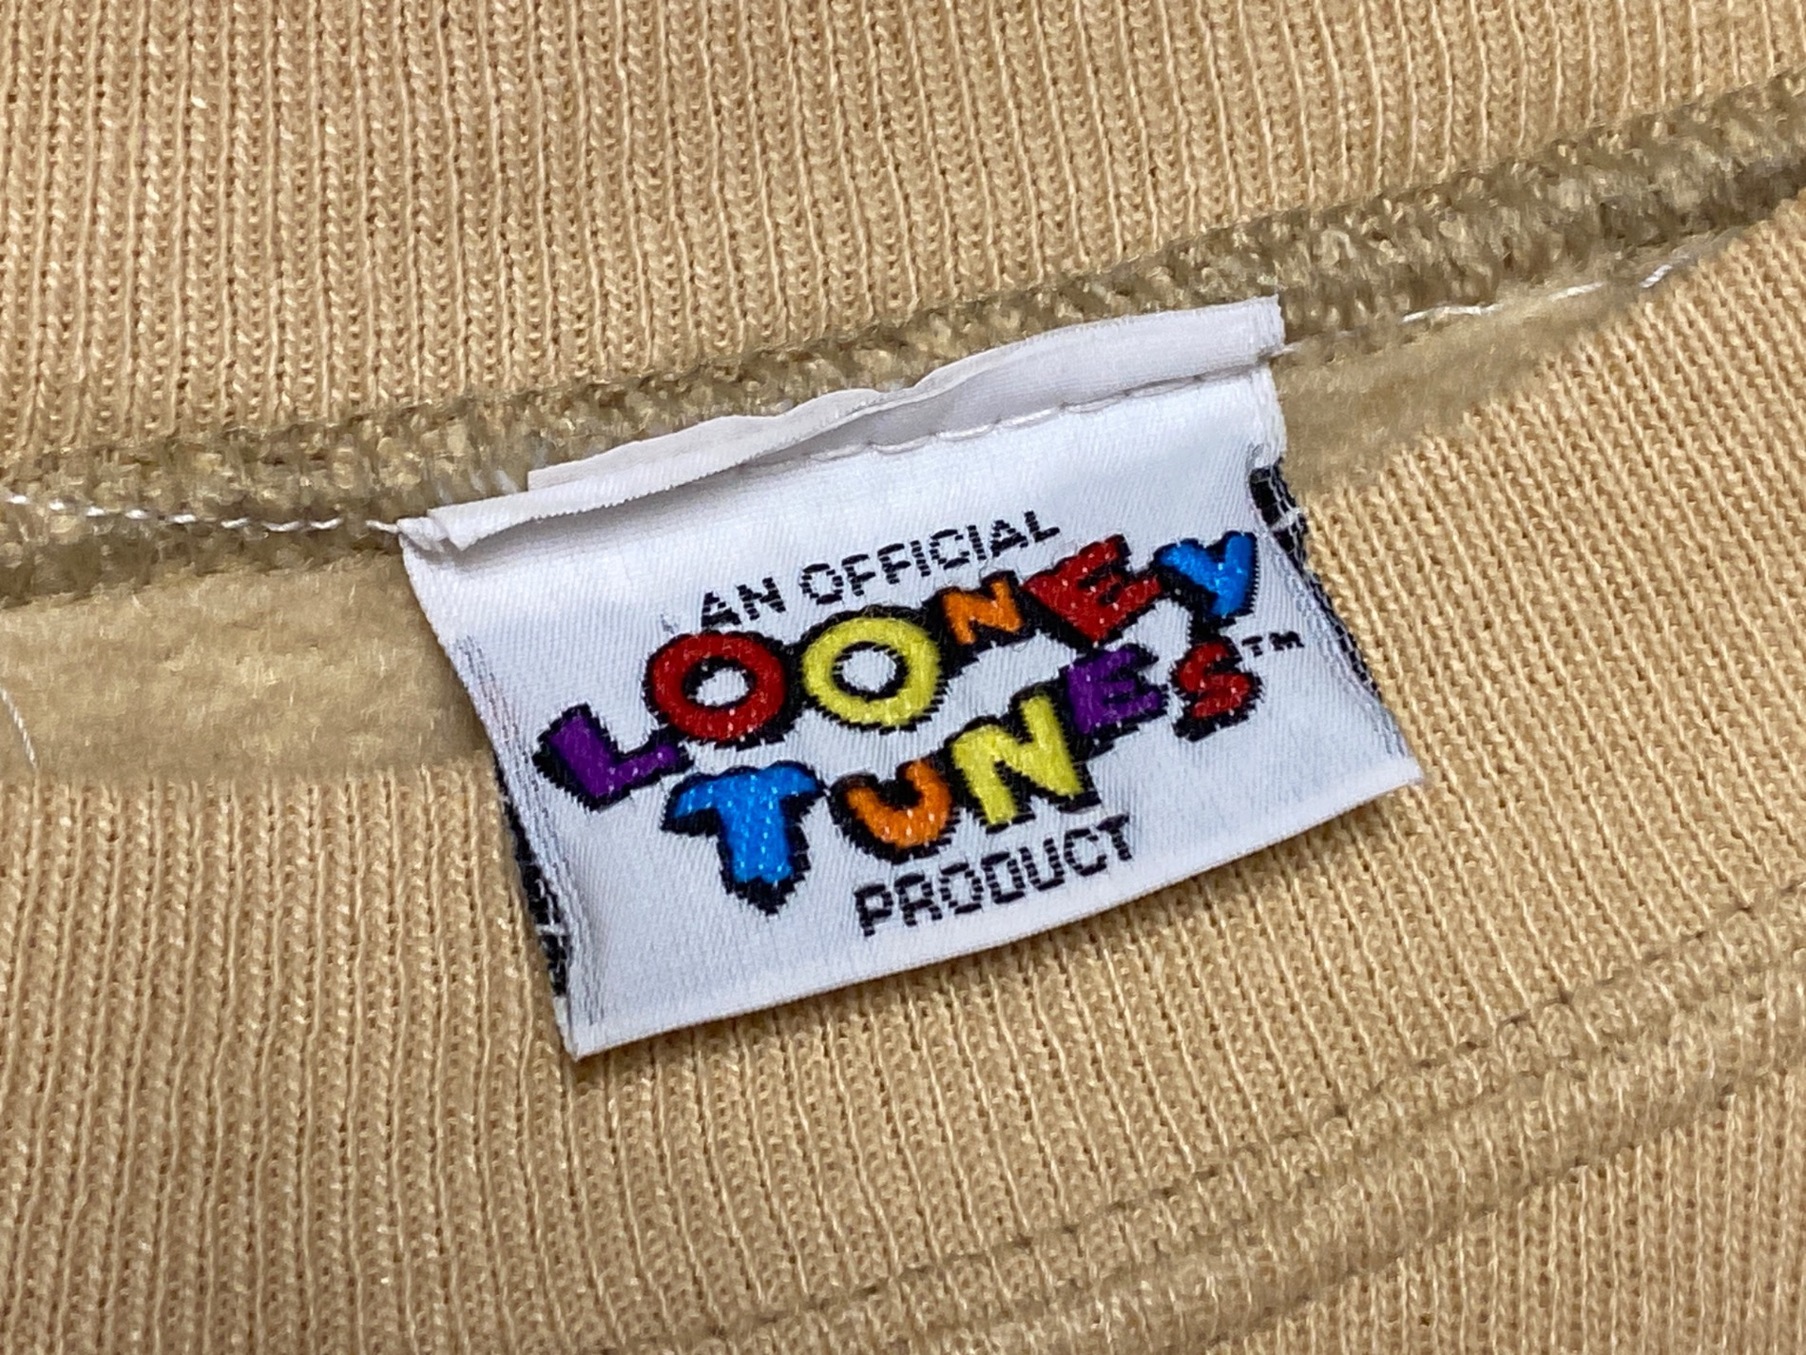 AN OFFICIAL
LOONEY
TUNES™
PRODUCT